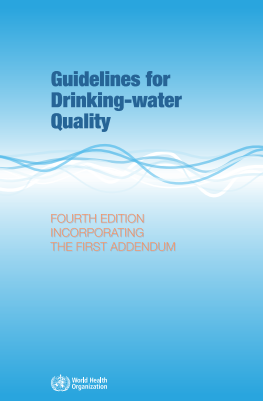 Guidelines for
Drinking-water
Quality
FOURTH EDITION
INCORPORATING
THE FIRST ADDENDUM
World Health
Organization